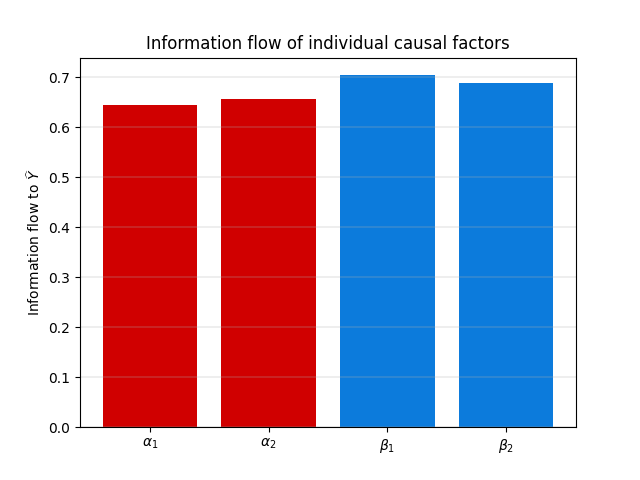 Information flow of individual causal factors
Information flow to Ŷ
0.7
0.6
0.5
0.4
0.3
0.2
0.1
0.0
α₁ α₂ β₁ β₂